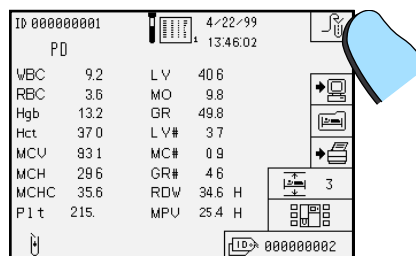 ID 000000001 4/22/99
PD 1 13:46:02
WBC 9.2 LY 40.6
RBC 3.6 MO 9.8
Hgb 13.2 GR 49.8
Hct 37.0 LY# 3.7
MCV 93.1 MC# 0.9
MCH 29.6 GR# 4.6
MCHC 35.6 RDW 34.6 H 3
Plt 215. MPV 25.4 H
ID 000000002